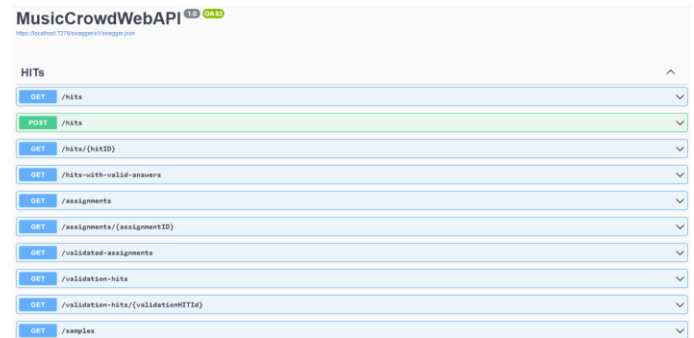 MusicCrowdWebAPI 1.0 OAS3
https://localhost:7276/swagger/v1/swagger.json
HITs
GET /hits
POST /hits
GET /hits/{hitID}
GET /hits-with-valid-answers
GET /assignments
GET /assignments/{assignmentID}
GET /validated-assignments
GET /validation-hits
GET /validation-hits/{validationHITId}
GET /samples